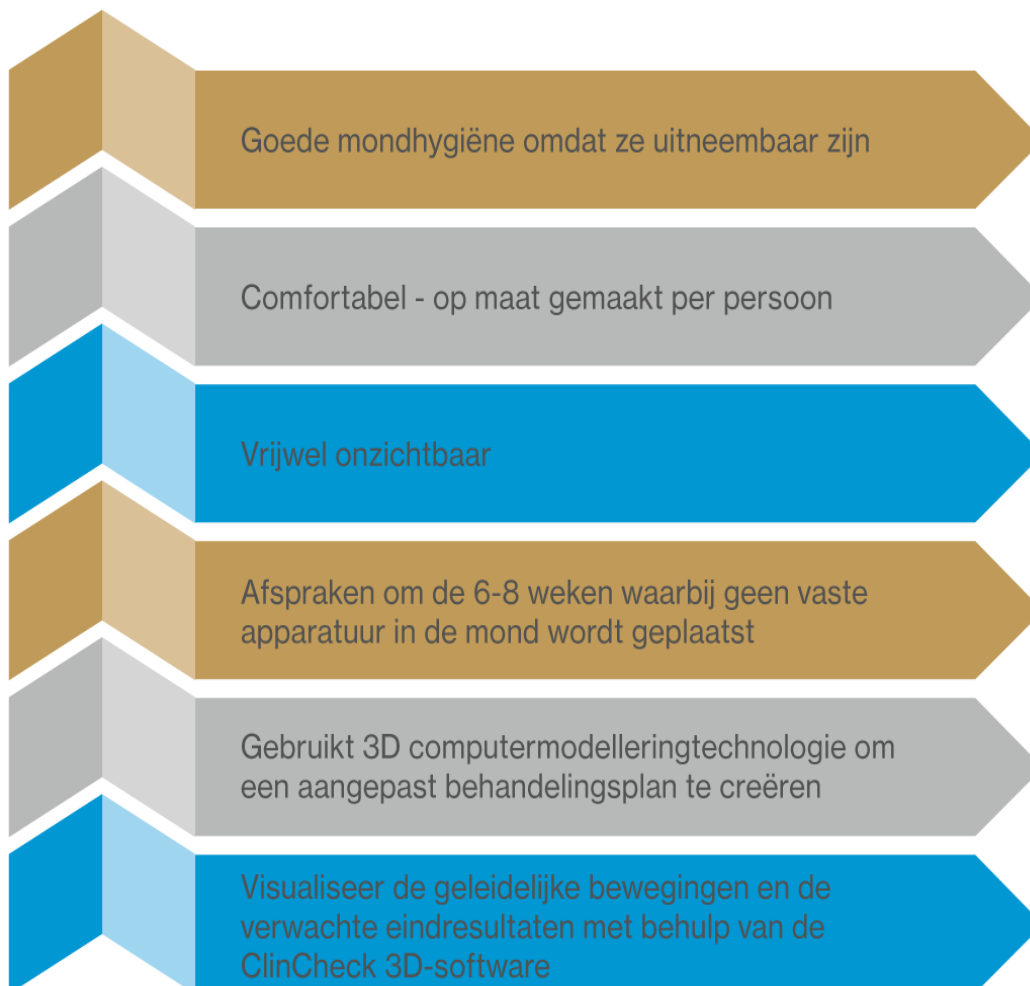 Goede mondhygiëne omdat ze uitneembaar zijn
Comfortabel - op maat gemaakt per persoon
Vrijwel onzichtbaar
Afspraken om de 6-8 weken waarbij geen vaste
apparatuur in de mond wordt geplaatst
Gebruikt 3D computermodelleringtechnologie om
een aangepast behandelingsplan te creëren
Visualiseer de geleidelijke bewegingen en de
verwachte eindresultaten met behulp van de
ClinCheck 3D-software